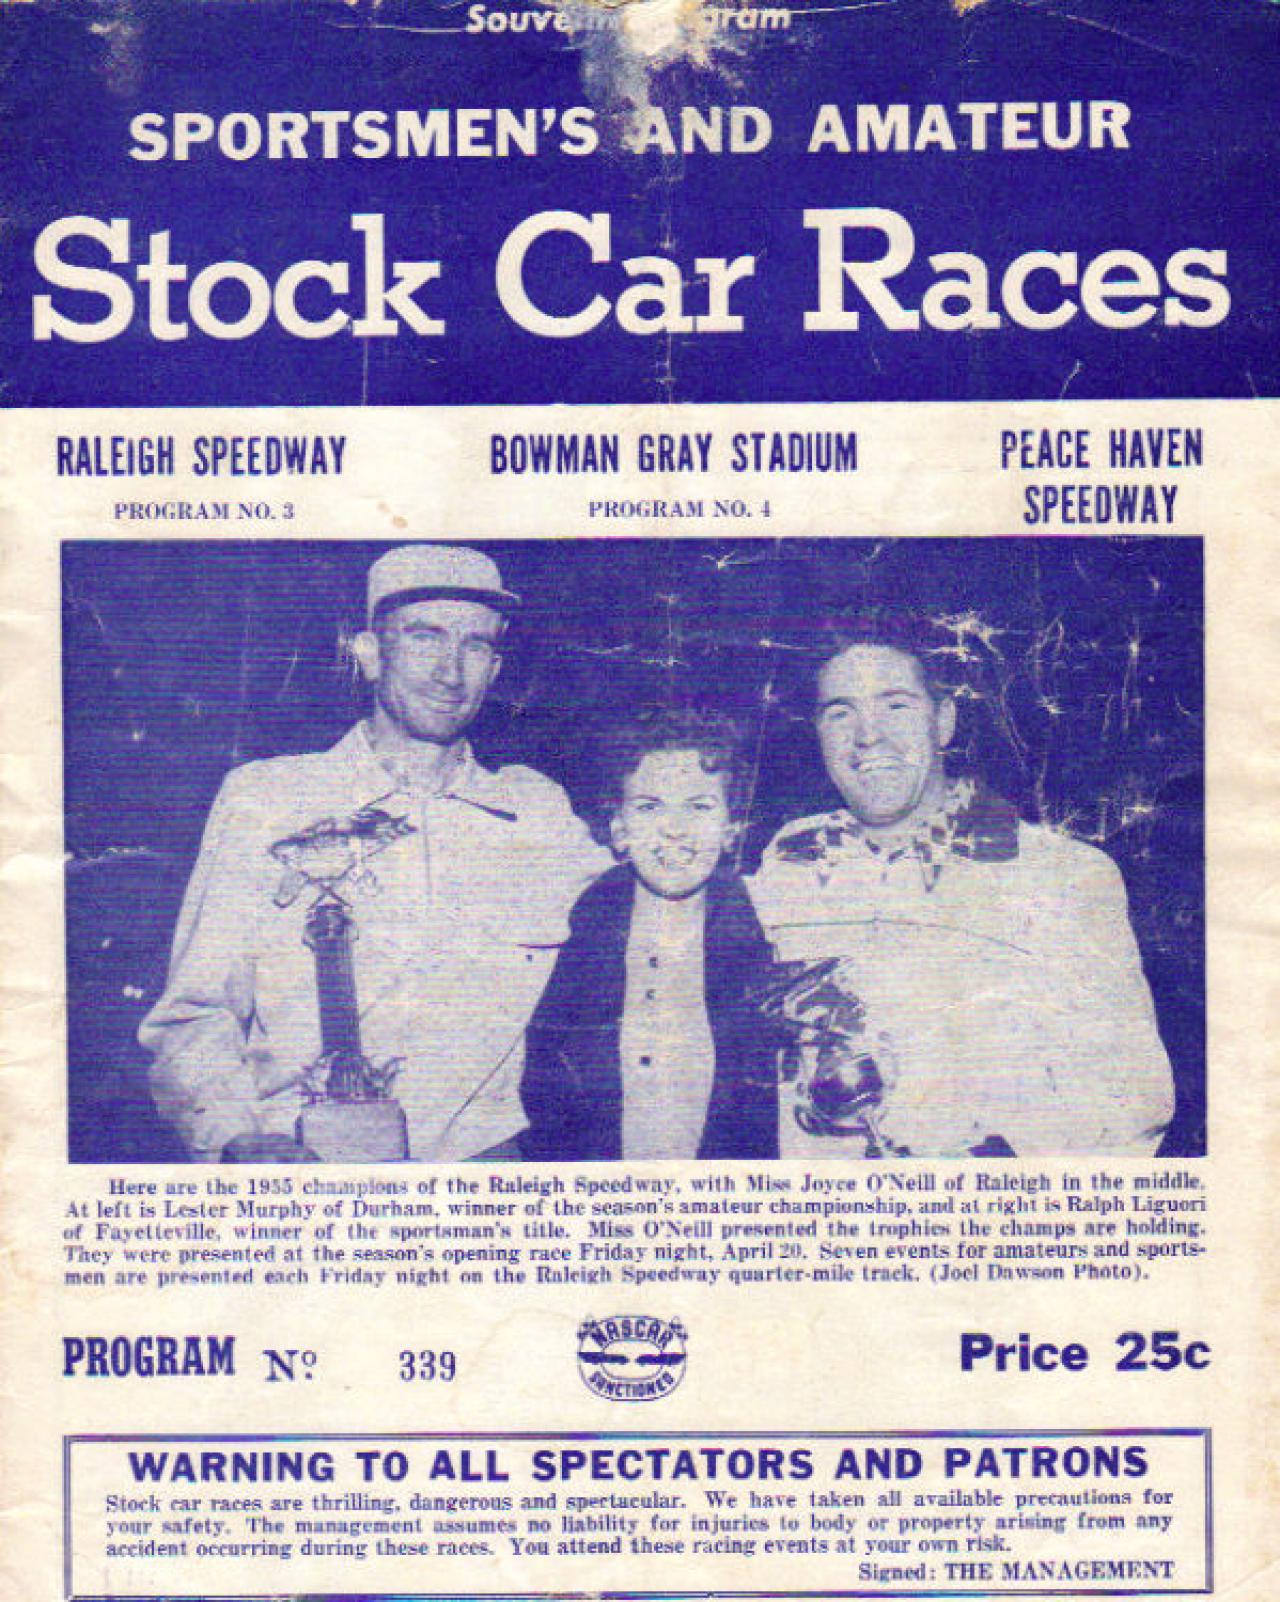 Souvenir Program
SPORTSMEN'S AND AMATEUR
Stock Car Races
RALEIGH SPEEDWAY
PROGRAM NO. 3
BOWMAN GRAY STADIUM
PROGRAM NO. 4
PEACE HAVEN
SPEEDWAY
Here are the 1955 champions of the Raleigh Speedway, with Miss Joyce O'Neill of Raleigh in the middle.
At left is Lester Murphy of Durham, winner of the season's amateur championship, and at right is Ralph Liguori
of Fayetteville, winner of the sportsman's title. Miss O'Neill presented the trophies the champs are holding.
They were presented at the season's opening race Friday night, April 20. Seven events for amateurs and sports-
men are presented each Friday night on the Raleigh Speedway quarter-mile track. (Joel Dawson Photo).
PROGRAM Nº 339
NASCAR
SANCTIONED
Price 25c
WARNING TO ALL SPECTATORS AND PATRONS
Stock car races are thrilling, dangerous and spectacular. We have taken all available precautions for
your safety. The management assumes no liability for injuries to body or property arising from any
accident occurring during these races. You attend these racing events at your own risk.
Signed: THE MANAGEMENT